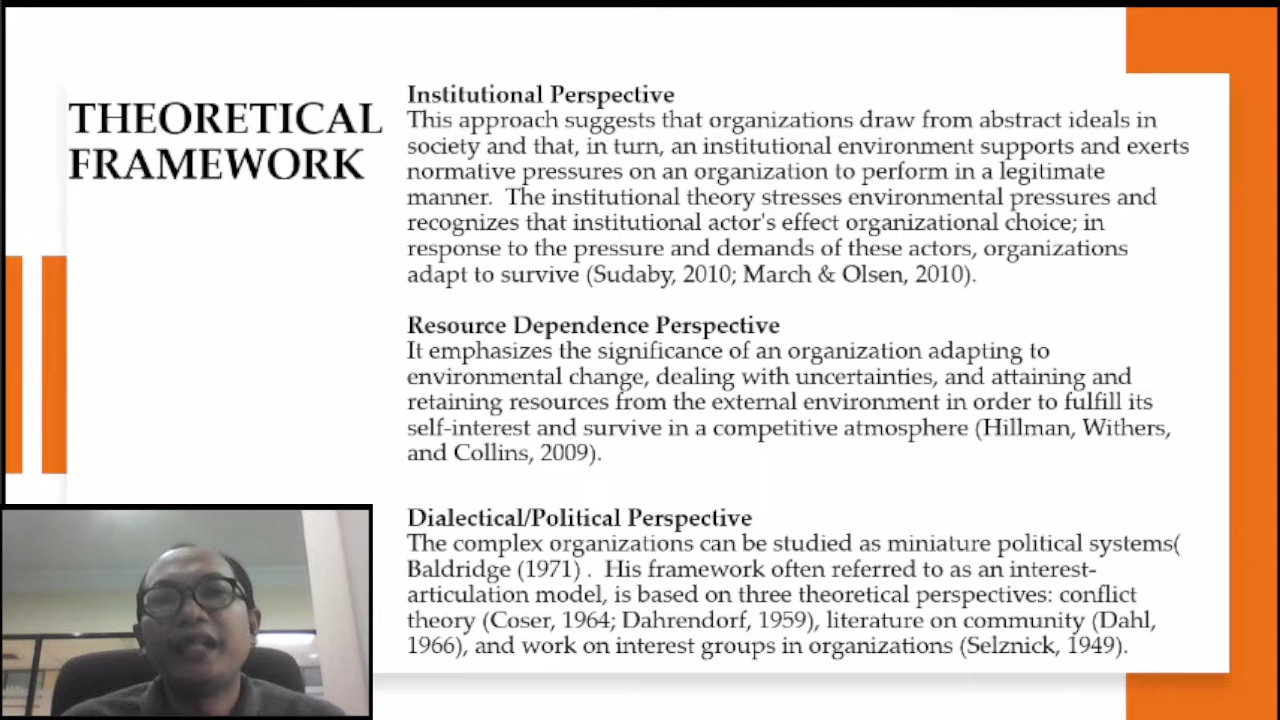 THEORETICAL
FRAMEWORK
Institutional Perspective
This approach suggests that organizations draw from abstract ideals in
society and that, in turn, an institutional environment supports and exerts
normative pressures on an organization to perform in a legitimate
manner.  The institutional theory stresses environmental pressures and
recognizes that institutional actor's effect organizational choice; in
response to the pressure and demands of these actors, organizations
adapt to survive (Sudaby, 2010; March & Olsen, 2010).
Resource Dependence Perspective
It emphasizes the significance of an organization adapting to
environmental change, dealing with uncertainties, and attaining and
retaining resources from the external environment in order to fulfill its
self-interest and survive in a competitive atmosphere (Hillman, Withers,
and Collins, 2009).
Dialectical/Political Perspective
The complex organizations can be studied as miniature political systems(
Baldridge (1971) .  His framework often referred to as an interest-
articulation model, is based on three theoretical perspectives: conflict
theory (Coser, 1964; Dahrendorf, 1959), literature on community (Dahl,
1966), and work on interest groups in organizations (Selznick, 1949).